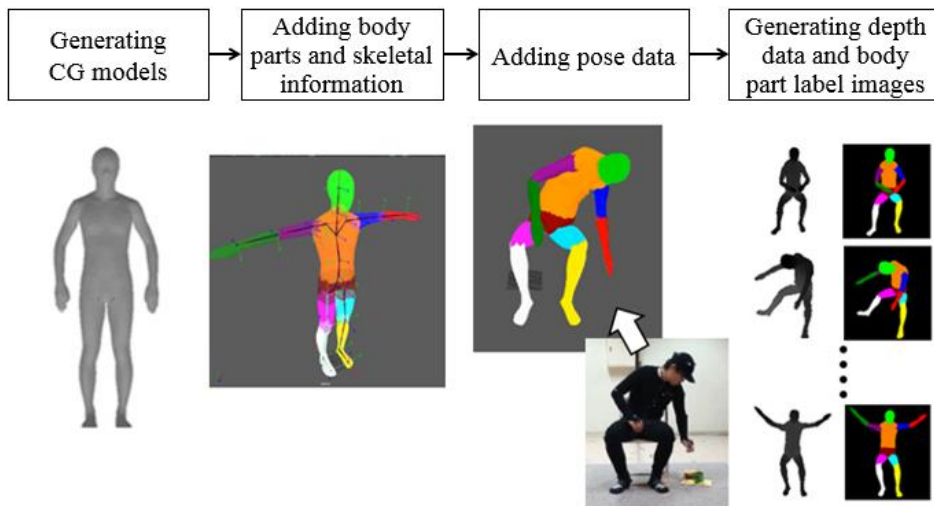 Generating
CG models
Adding body
parts and skeletal
information
Adding pose data
Generating depth
data and body
part label images